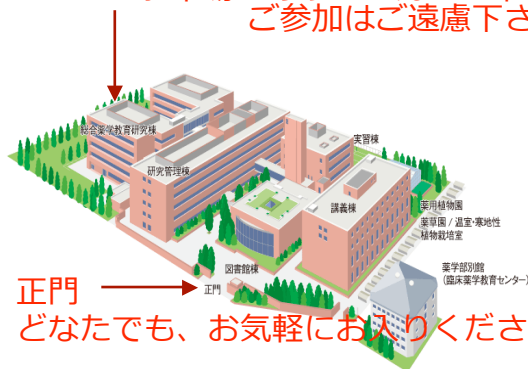 ご参加はご遠慮下さ
総合薬学教育研究棟
実習棟
研究管理棟
講義棟
薬用植物園
薬草園 / 温室・寒地性
植物栽培室
図書館棟
薬学部別館
(臨床薬学教育センター)
正門
正門
どなたでも、お気軽にお入りくださ